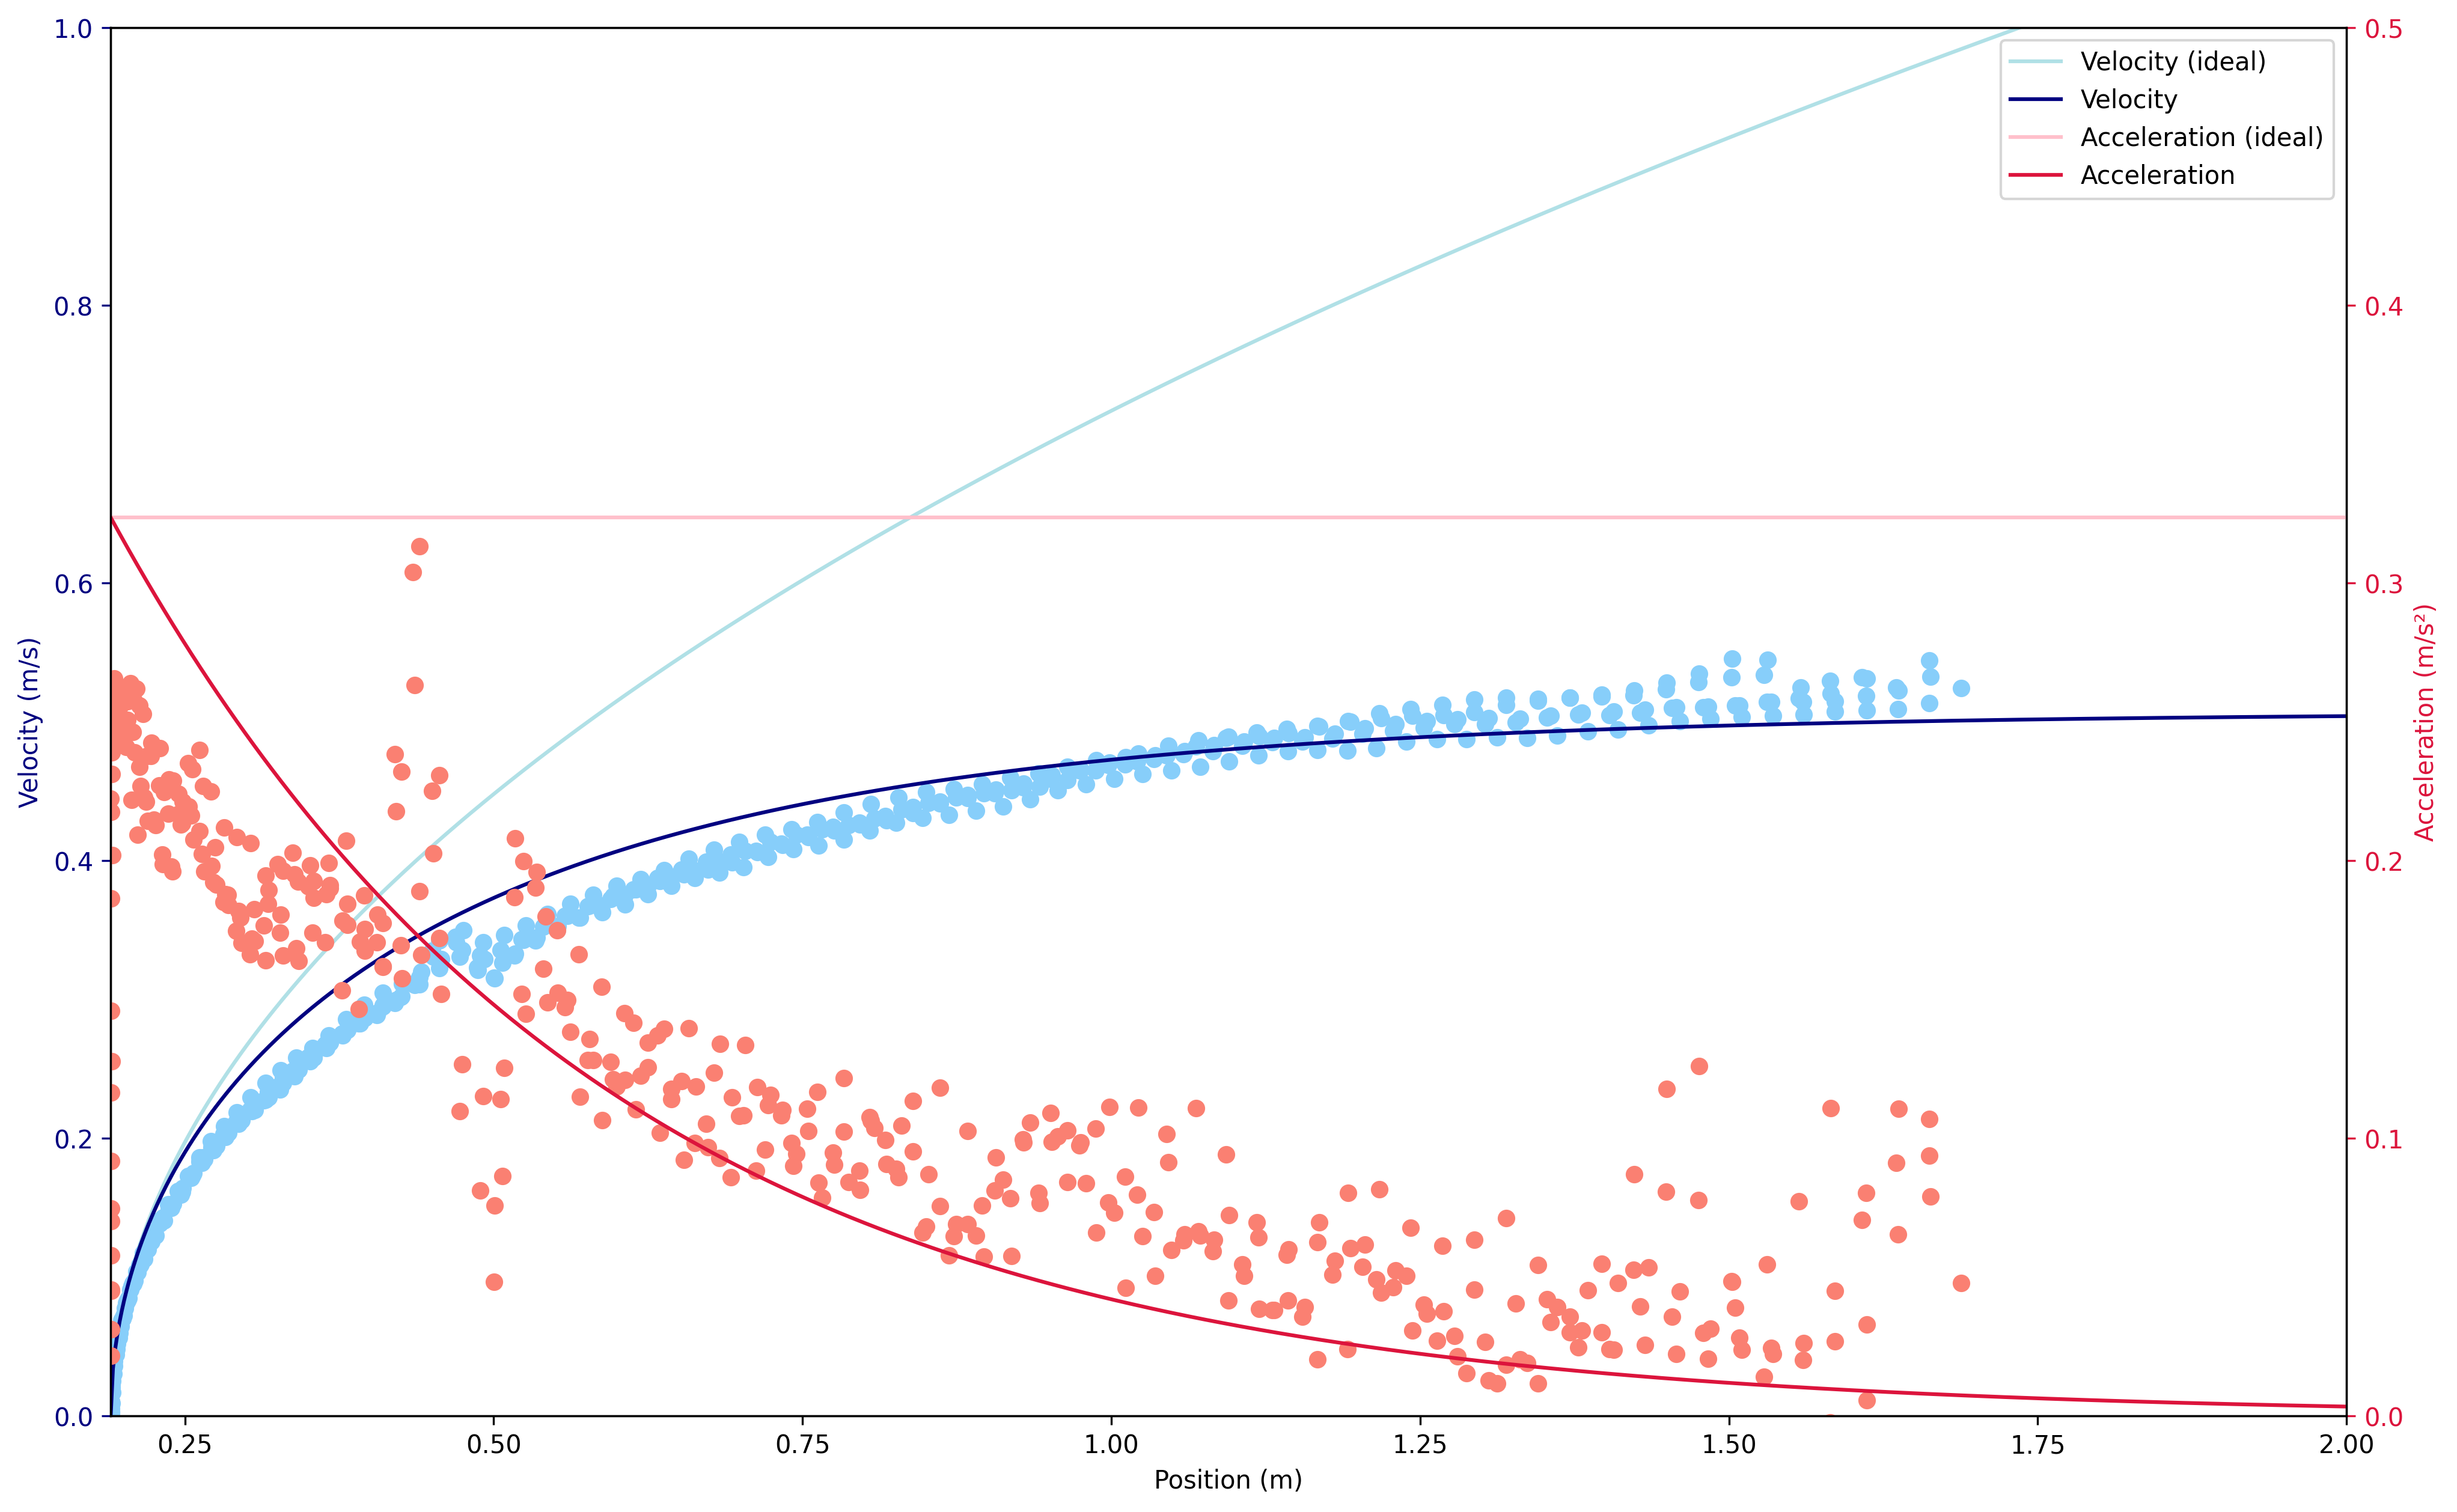 1.0
0.8
0.6
0.4
0.2
0.0
Velocity (m/s)
0.25 0.50 0.75 1.00 1.25 1.50 1.75 2.00
Position (m)
0.5
0.4
0.3
0.2
0.1
0.0
Acceleration (m/s²)
Velocity (ideal)
Velocity
Acceleration (ideal)
Acceleration